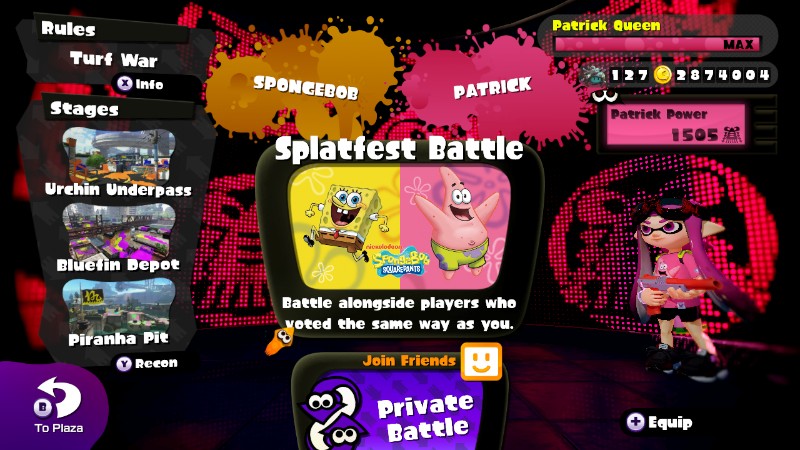 Rules
Turf War
X Info
Stages
Urchin Underpass
Bluefin Depot
Piranha Pit
Y Recon
B
To Plaza
SPONGEBOB
PATRICK
Splatfest Battle
nickelodeon
SpongeBob
SQUAREPANTS
Battle alongside players who
voted the same way as you.
Join Friends
Private
Battle
Patrick Queen
MAX
127 2874004
Patrick Power
1505
+ Equip